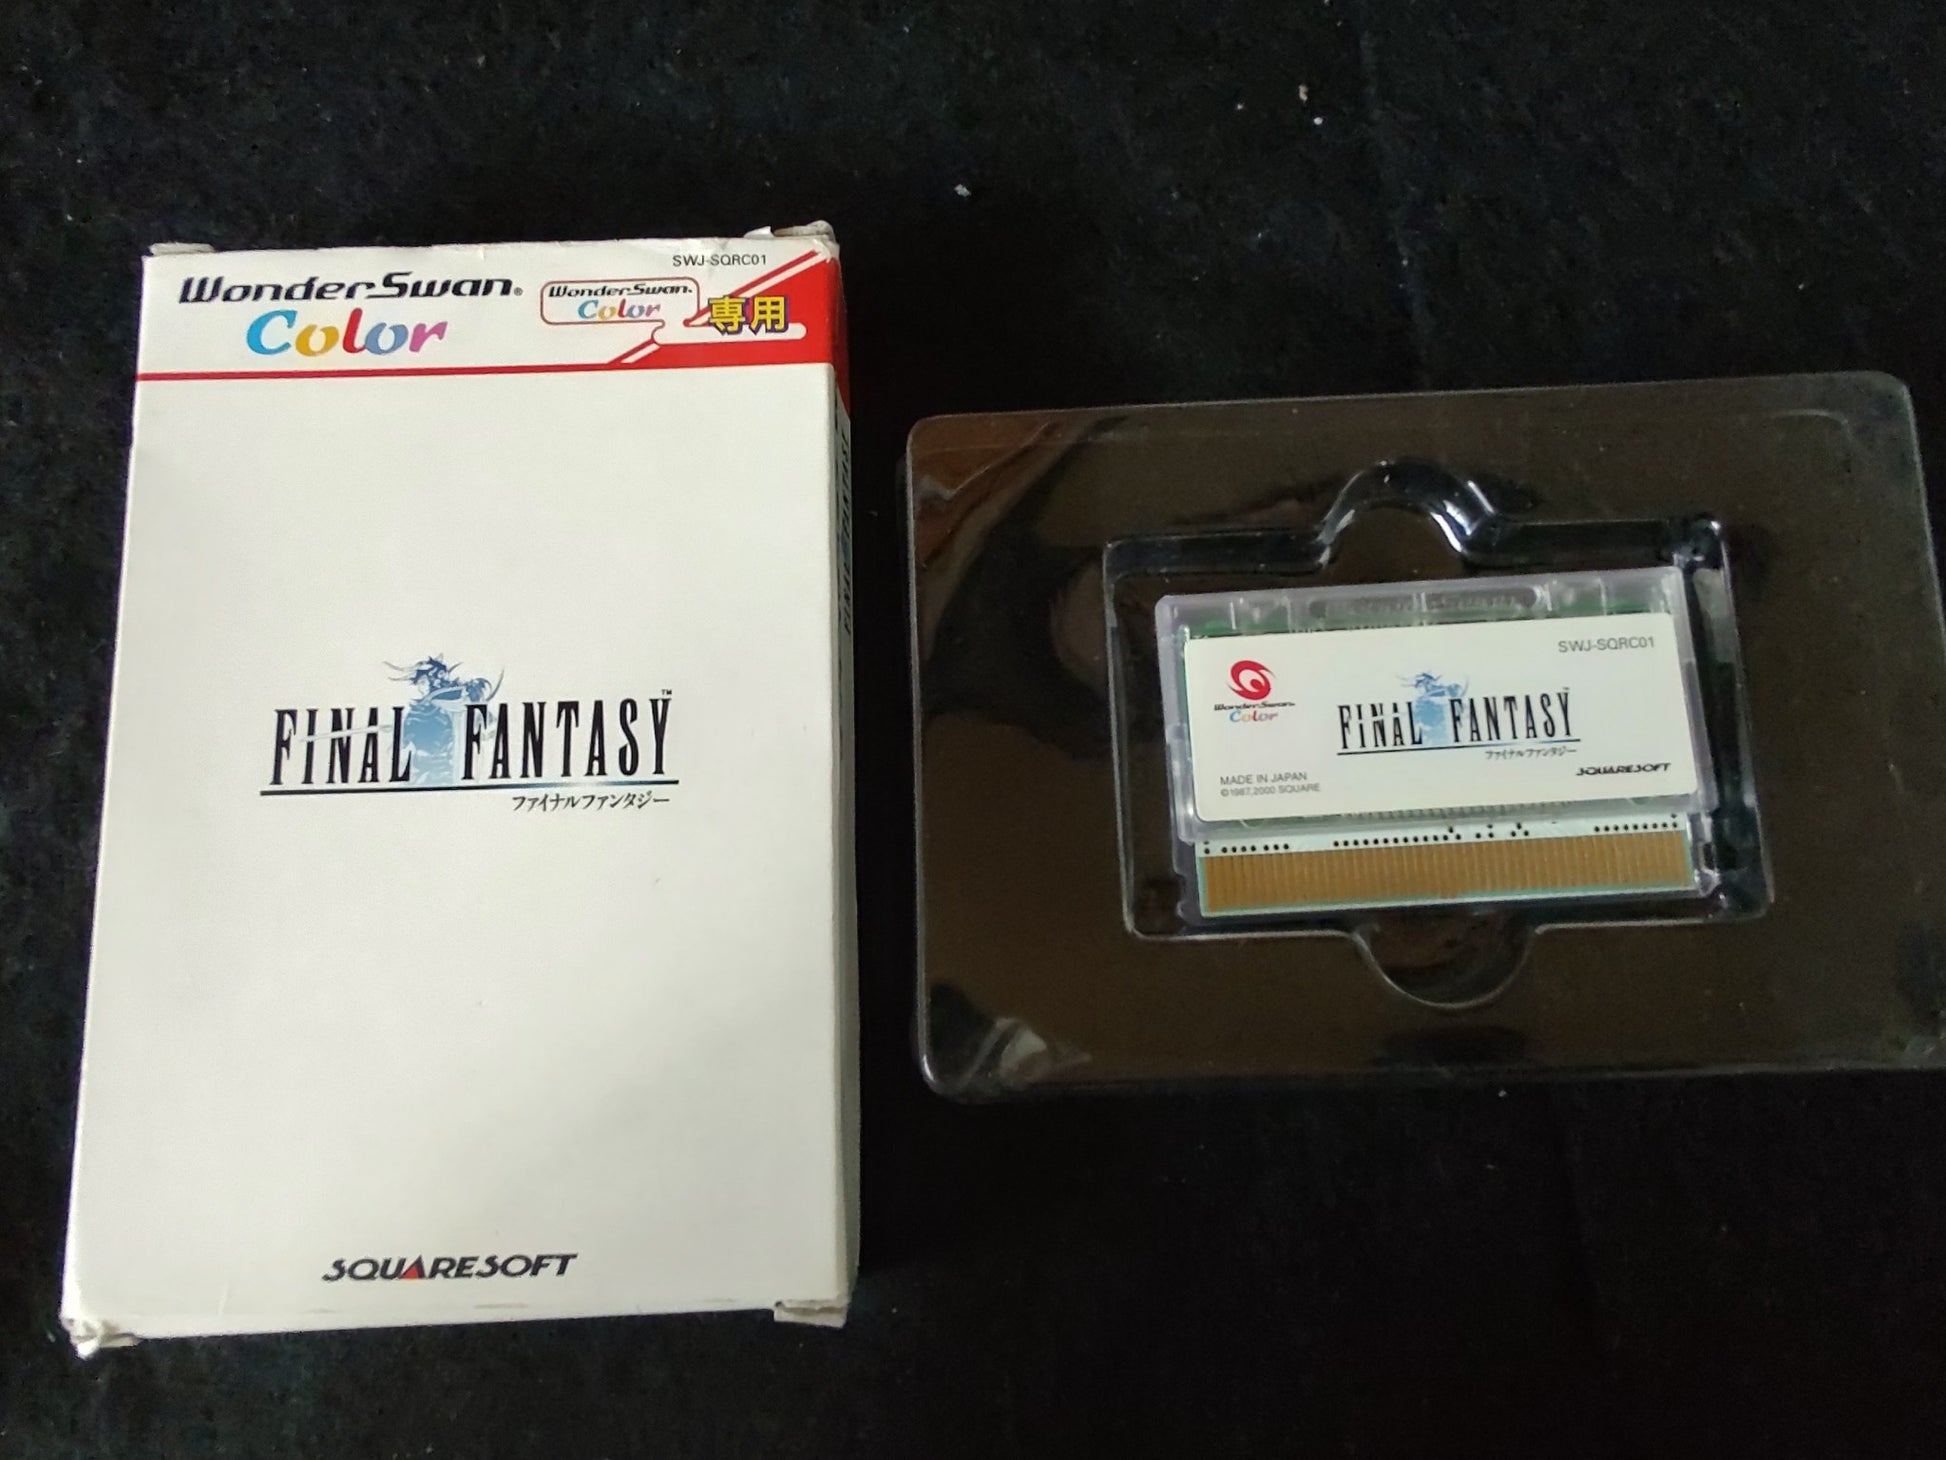 SWJ-SQRC01
WonderSwan
Color
WonderSwan
Color
専用
FINAL FANTASY™
ファイナルファンタジー
SQUARESOFT
FINAL FANTASY
SWJ-SQRC01
WonderSwan
Color
FINAL FANTASY
ファイナルファンタジー
SQUARESOFT
MADE IN JAPAN
©1987,2000 SQUARE